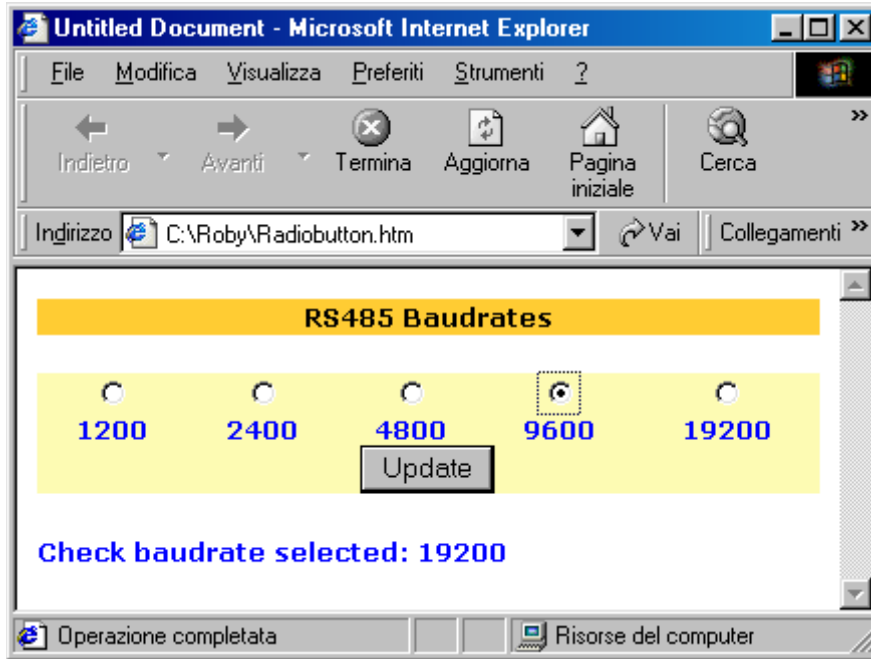 Untitled Document - Microsoft Internet Explorer
File Modifica Visualizza Preferiti Strumenti ?
Indietro Avanti Termina Aggiorna Pagina iniziale Cerca »
Indirizzo C:\Roby\Radiobutton.htm Vai Collegamenti »
RS485 Baudrates
1200 2400 4800 9600 19200
Update
Check baudrate selected: 19200
Operazione completata Risorse del computer